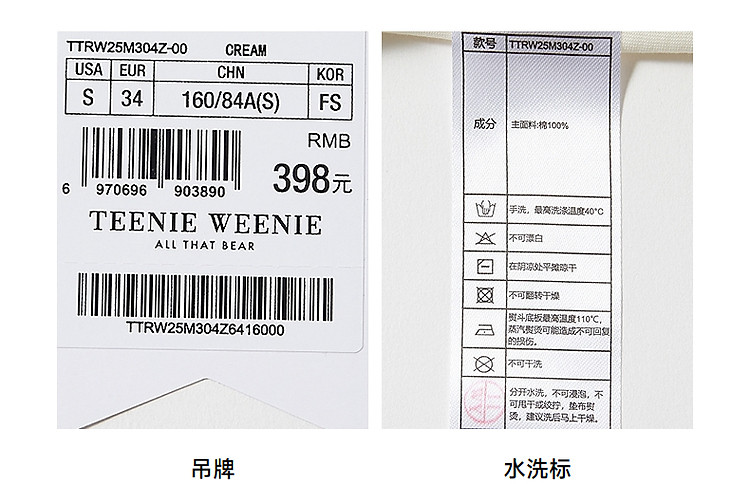 TTRW25M304Z-00 CREAM
USA EUR CHN KOR
S 34 160/84A(S) FS
RMB
398元
6 970696 903890
TEENIE WEENIE
ALL THAT BEAR
TTRW25M304Z6416000
吊牌
款号 TTRW25M304Z-00
成分 主面料:棉100%
手洗，最高洗涤温度40°C
不可漂白
在阴凉处平摊晾干
不可翻转干燥
熨斗底板最高温度110°C，
蒸汽熨烫可能造成不可回复
的损伤。
不可干洗
分开水洗，不可浸泡，不
可甩干或绞拧，垫布熨
烫，建议洗后马上干燥。
水洗标